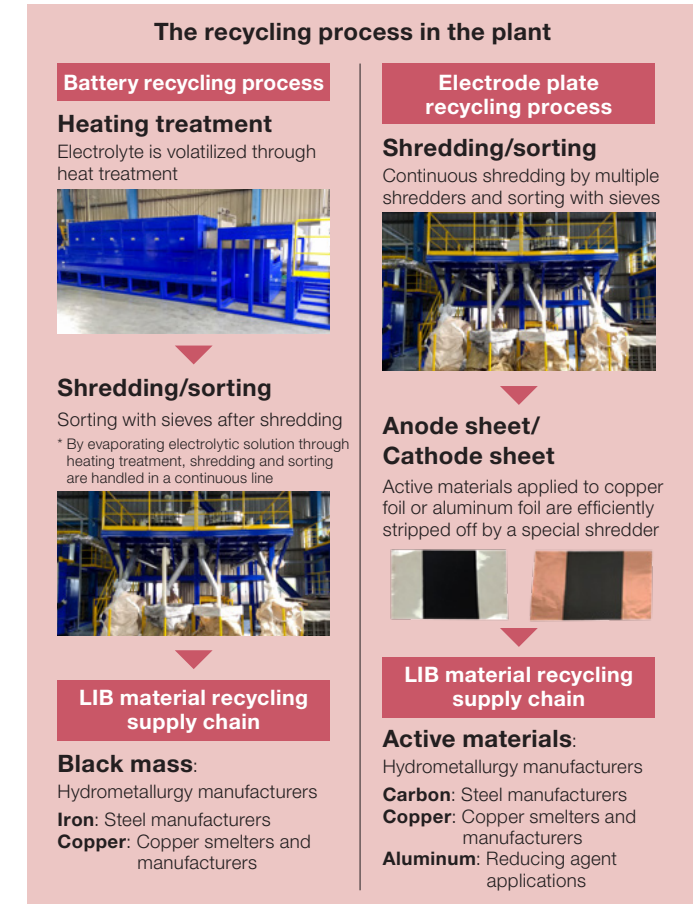 The recycling process in the plant
Battery recycling process
Heating treatment
Electrolyte is volatilized through
heat treatment
Shredding/sorting
Sorting with sieves after shredding
* By evaporating electrolytic solution through
heating treatment, shredding and sorting
are handled in a continuous line
LIB material recycling
supply chain
Black mass:
Hydrometallurgy manufacturers
Iron: Steel manufacturers
Copper: Copper smelters and
manufacturers
Electrode plate
recycling process
Shredding/sorting
Continuous shredding by multiple
shredders and sorting with sieves
Anode sheet/
Cathode sheet
Active materials applied to copper
foil or aluminum foil are efficiently
stripped off by a special shredder
LIB material recycling
supply chain
Active materials:
Hydrometallurgy manufacturers
Carbon: Steel manufacturers
Copper: Copper smelters and
manufacturers
Aluminum: Reducing agent
applications